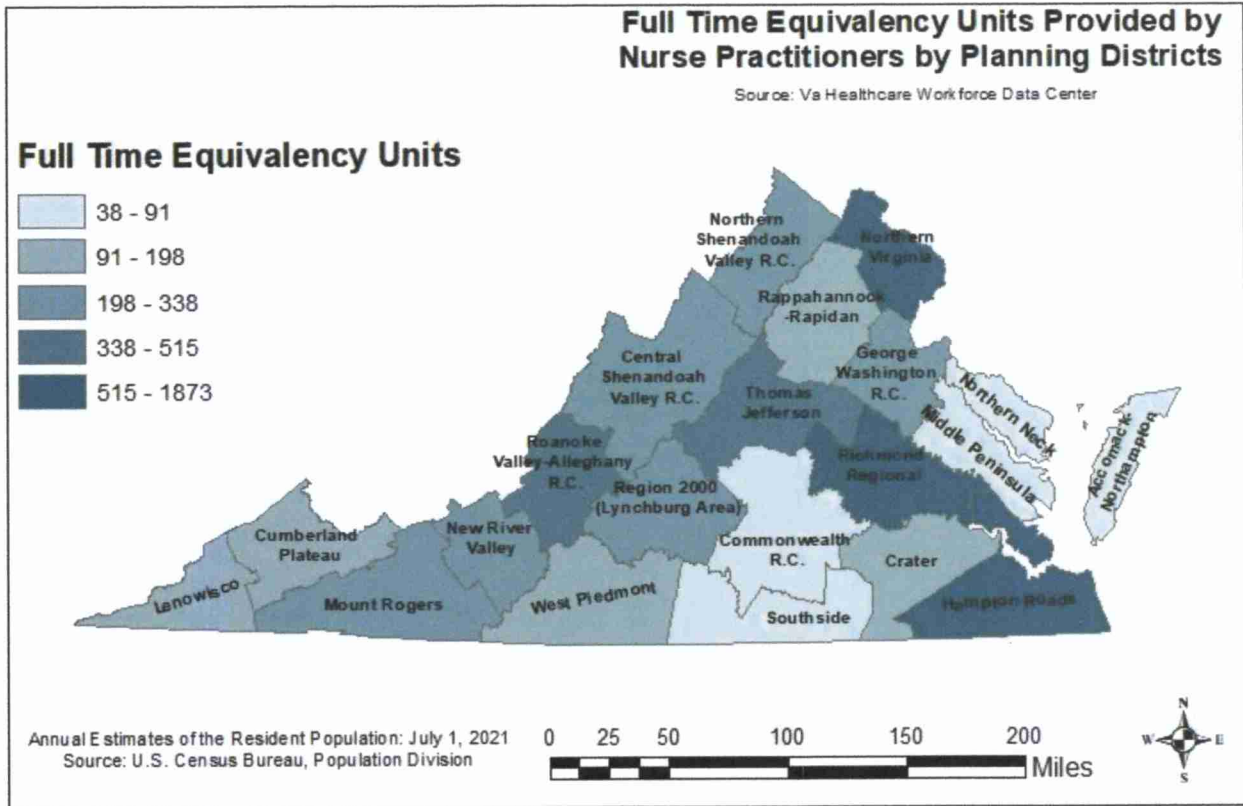 Full Time Equivalency Units Provided by
Nurse Practitioners by Planning Districts
Source: Va Healthcare Workforce Data Center
Full Time Equivalency Units
38 - 91
91 - 198
198 - 338
338 - 515
515 - 1873
Northern
Shenandoah
Valley R.C.
Northern
Virginia
Rappahannock
-Rapidan
Central
Shenandoah
Valley R.C.
George
Washington
R.C.
Northern Neck
Thomas
Jefferson
Middle Peninsula
Accomack-
Northampton
Roanoke
Valley-Alleghany
R.C.
Richmond
Regional
Region 2000
(Lynchburg Area)
Cumberland
Plateau
New River
Valley
Commonwealth
R.C.
Crater
Lenowisco
Mount Rogers
West Piedmont
Southside
Hampton Roads
Annual Estimates of the Resident Population: July 1, 2021
Source: U.S. Census Bureau, Population Division
0 25 50 100 150 200
Miles
N
W E
S